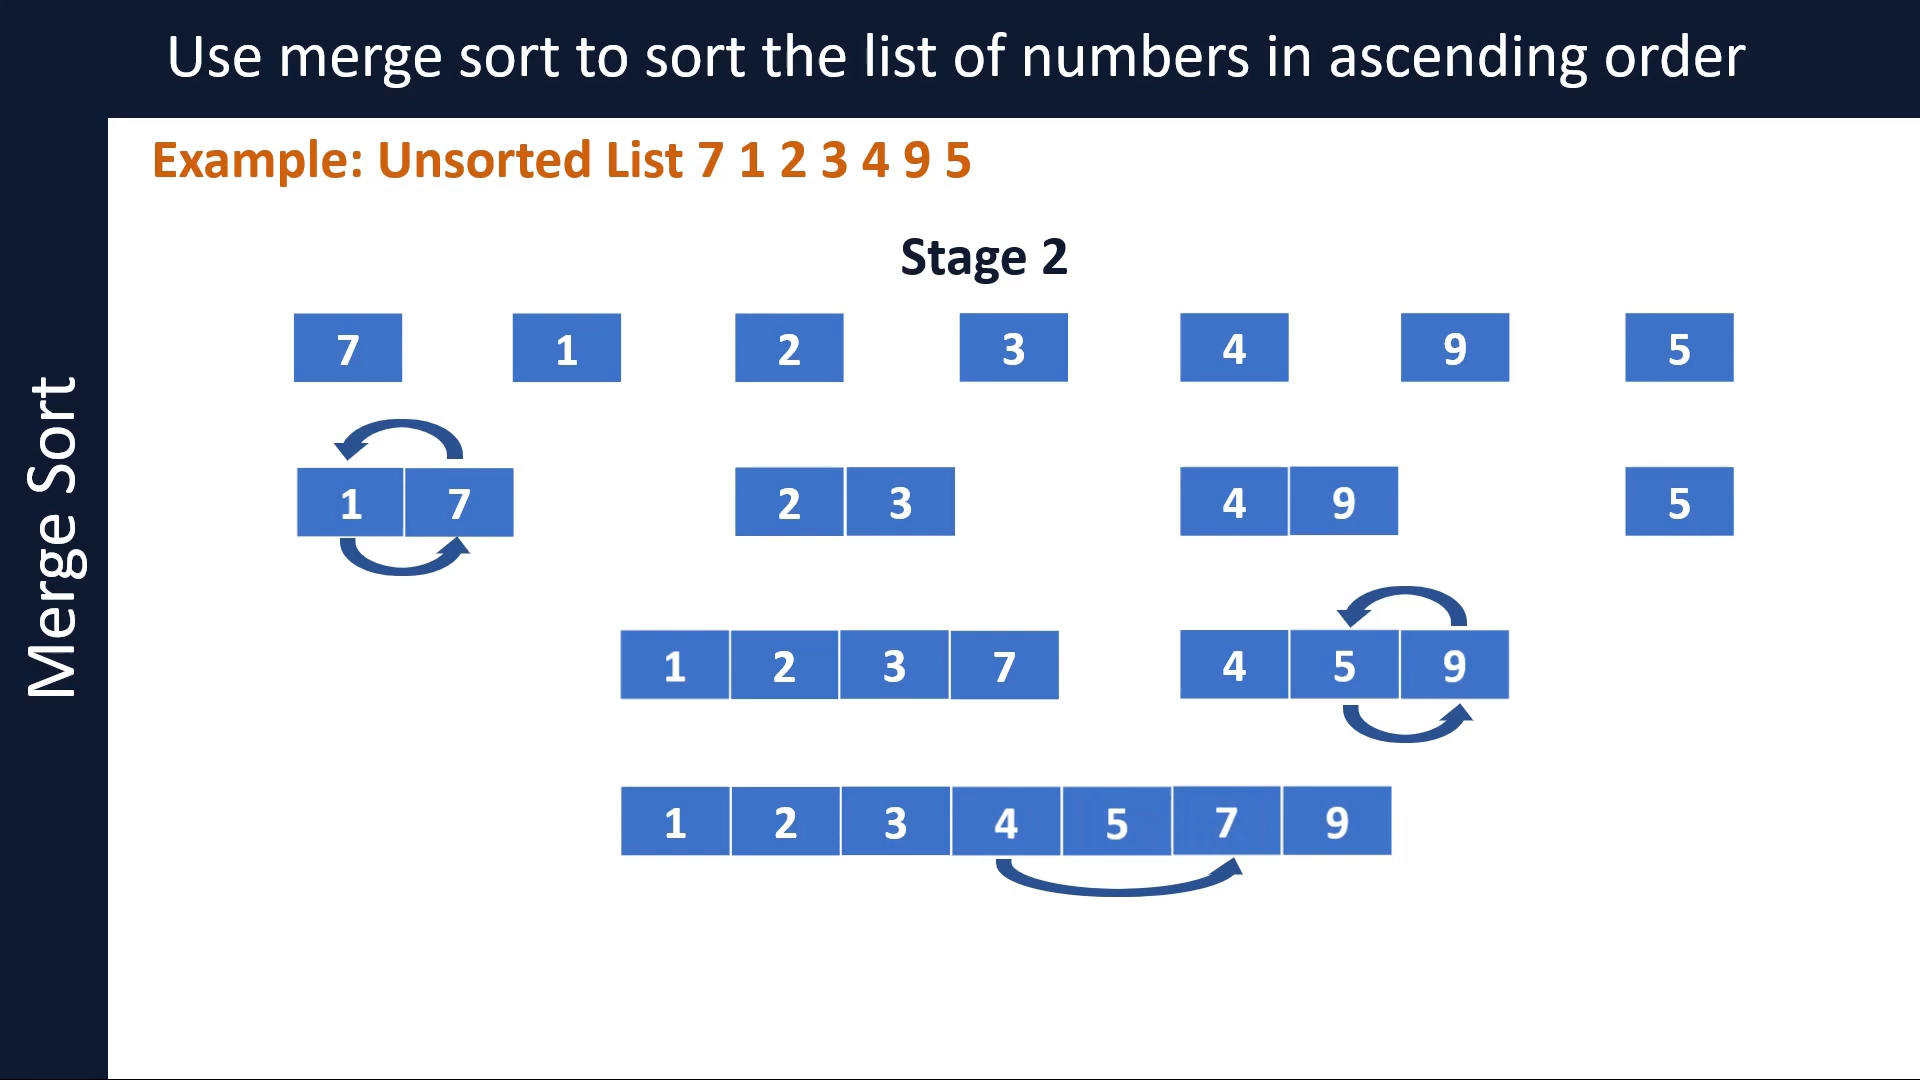 Use merge sort to sort the list of numbers in ascending order
Merge Sort
Example: Unsorted List 7 1 2 3 4 9 5
Stage 2
7 1 2 3 4 9 5
1 7 2 3 4 9 5
1 2 3 7 4 5 9
1 2 3 4 5 7 9